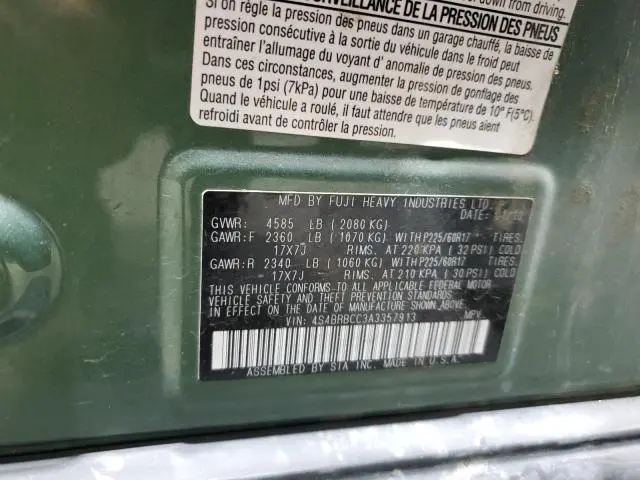 down from driving.
SURVEILLANCE DE LA PRESSION DES PNEUS
Si on règle la pression des pneus dans un garage chauffé, la baisse de
pression consécutive à la sortie du véhicule dans le froid peut
entraîner l'allumage du voyant d' anomalie de pression des pneus.
Dans ces circonstances, augmenter la pression de gonflage des
pneus de 1psi (7kPa) pour une baisse de température de 10° F(5°C).
Quand le véhicule a roulé, il faut attendre que les pneus aient
refroidi avant de contrôler la pression.
MFD BY FUJI HEAVY INDUSTRIES LTD.
DATE:
GVWR: 4585 LB ( 2080 KG)
GAWR:F 2360 LB ( 1070 KG) WITH P225/60R17 TIRES.
17X7J RIMS. AT 220 KPA ( 32 PSI) COLD
GAWR:R 2340 LB ( 1060 KG) WITH P225/60R17 TIRES.
17X7J RIMS. AT 210 KPA ( 30 PSI) COLD
THIS VEHICLE CONFORMS TO ALL APPLICABLE FEDERAL MOTOR
VEHICLE SAFETY AND THEFT PREVENTION STANDARDS
IN EFFECT ON THE DATE OF MANUFACTURE SHOWN ABOVE.
VIN: 4S4BRBCC3A3357913 MPV
ASSEMBLED BY SIA INC. MADE IN U.S.A.